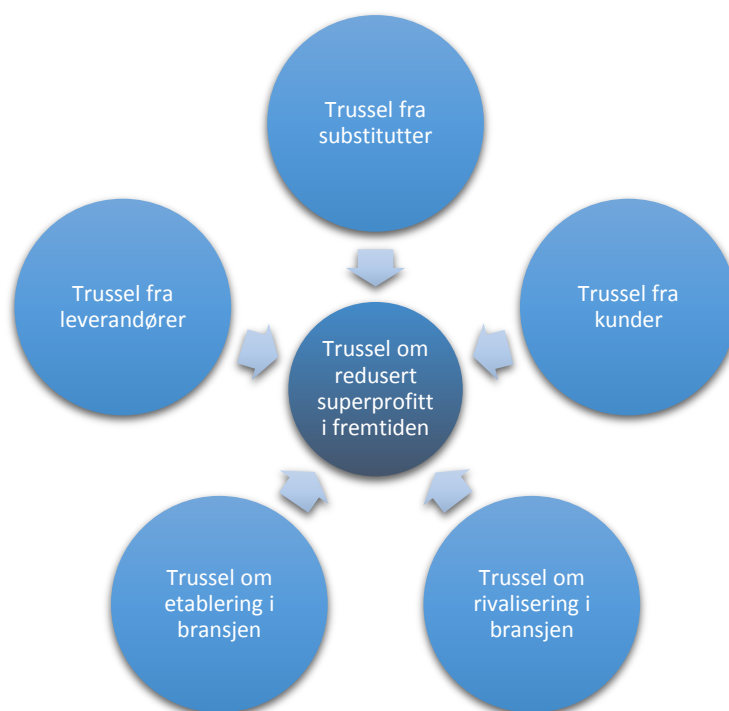 Trussel fra
substitutter
Trussel fra
leverandører
Trussel fra
kunder
Trussel om
redusert
superprofitt
i fremtiden
Trussel om
etablering i
bransjen
Trussel om
rivalisering i
bransjen